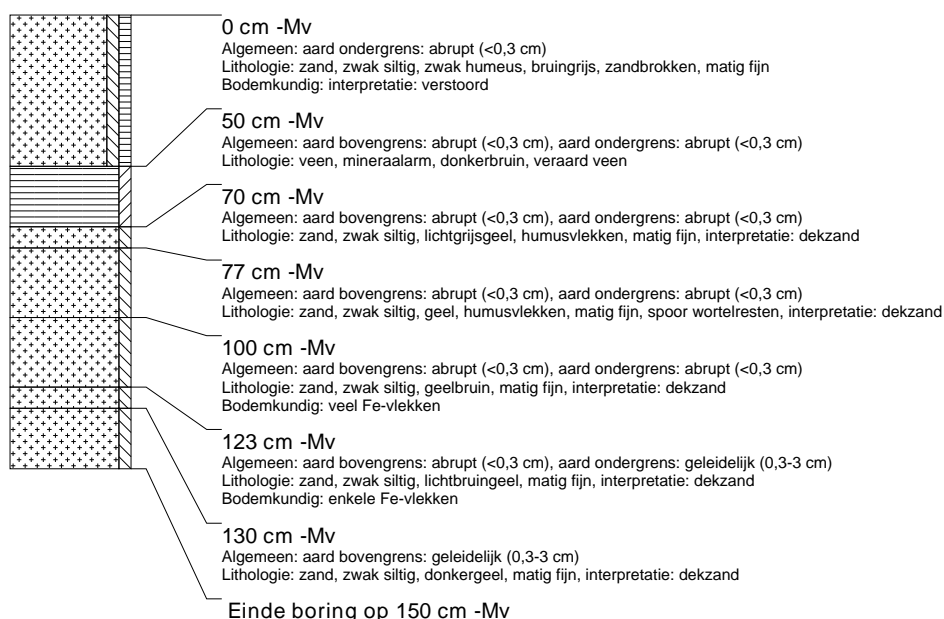 0 cm -Mv
Algemeen: aard ondergrens: abrupt (<0,3 cm)
Lithologie: zand, zwak siltig, zwak humeus, bruingrijs, zandbrokken, matig fijn
Bodemkundig: interpretatie: verstoord
50 cm -Mv
Algemeen: aard bovengrens: abrupt (<0,3 cm), aard ondergrens: abrupt (<0,3 cm)
Lithologie: veen, mineraalarm, donkerbruin, veraard veen
70 cm -Mv
Algemeen: aard bovengrens: abrupt (<0,3 cm), aard ondergrens: abrupt (<0,3 cm)
Lithologie: zand, zwak siltig, lichtgrijsgeel, humusvlekken, matig fijn, interpretatie: dekzand
77 cm -Mv
Algemeen: aard bovengrens: abrupt (<0,3 cm), aard ondergrens: abrupt (<0,3 cm)
Lithologie: zand, zwak siltig, geel, humusvlekken, matig fijn, spoor wortelresten, interpretatie: dekzand
100 cm -Mv
Algemeen: aard bovengrens: abrupt (<0,3 cm), aard ondergrens: abrupt (<0,3 cm)
Lithologie: zand, zwak siltig, geelbruin, matig fijn, interpretatie: dekzand
Bodemkundig: veel Fe-vlekken
123 cm -Mv
Algemeen: aard bovengrens: abrupt (<0,3 cm), aard ondergrens: geleidelijk (0,3-3 cm)
Lithologie: zand, zwak siltig, lichtbruingeel, matig fijn, interpretatie: dekzand
Bodemkundig: enkele Fe-vlekken
130 cm -Mv
Algemeen: aard bovengrens: geleidelijk (0,3-3 cm)
Lithologie: zand, zwak siltig, donkergeel, matig fijn, interpretatie: dekzand
Einde boring op 150 cm -Mv